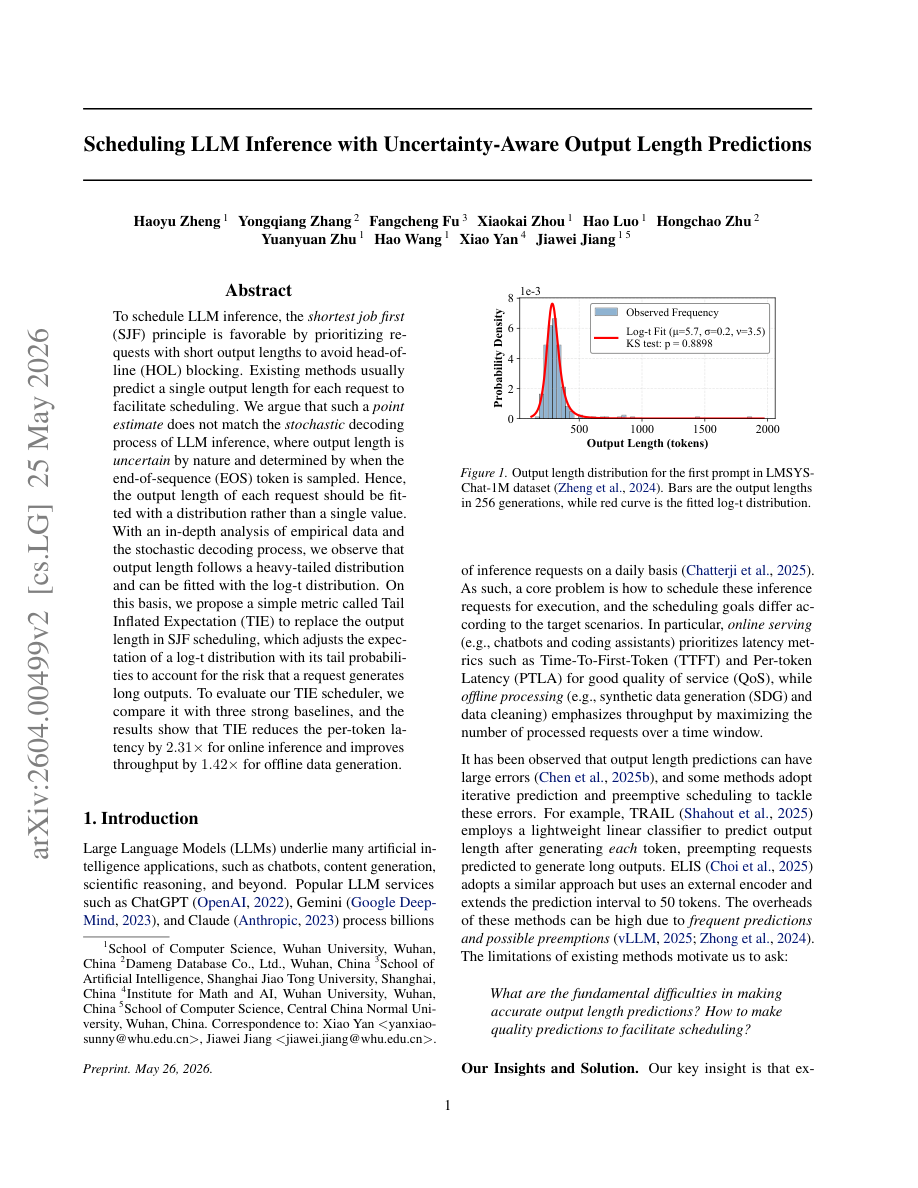 arXiv:2604.00499v2 [cs.LG] 25 May 2026
Scheduling LLM Inference with Uncertainty-Aware Output Length Predictions
Haoyu Zheng 1 Yongqiang Zhang 2 Fangcheng Fu 3 Xiaokai Zhou 1 Hao Luo 1 Hongchao Zhu 2
Yuanyuan Zhu 1 Hao Wang 1 Xiao Yan 4 Jiawei Jiang 1 5
Abstract
To schedule LLM inference, the shortest job first
(SJF) principle is favorable by prioritizing re-
quests with short output lengths to avoid head-of-
line (HOL) blocking. Existing methods usually
predict a single output length for each request to
facilitate scheduling. We argue that such a point
estimate does not match the stochastic decoding
process of LLM inference, where output length is
uncertain by nature and determined by when the
end-of-sequence (EOS) token is sampled. Hence,
the output length of each request should be fit-
ted with a distribution rather than a single value.
With an in-depth analysis of empirical data and
the stochastic decoding process, we observe that
output length follows a heavy-tailed distribution
and can be fitted with the log-t distribution. On
this basis, we propose a simple metric called Tail
Inflated Expectation (TIE) to replace the output
length in SJF scheduling, which adjusts the expec-
tation of a log-t distribution with its tail probabili-
ties to account for the risk that a request generates
long outputs. To evaluate our TIE scheduler, we
compare it with three strong baselines, and the
results show that TIE reduces the per-token la-
tency by 2.31× for online inference and improves
throughput by 1.42× for offline data generation.
1. Introduction
Large Language Models (LLMs) underlie many artificial in-
telligence applications, such as chatbots, content generation,
scientific reasoning, and beyond. Popular LLM services
such as ChatGPT (OpenAI, 2022), Gemini (Google Deep-
Mind, 2023), and Claude (Anthropic, 2023) process billions
1School of Computer Science, Wuhan University, Wuhan,
China 2Dameng Database Co., Ltd., Wuhan, China 3School of
Artificial Intelligence, Shanghai Jiao Tong University, Shanghai,
China 4Institute for Math and AI, Wuhan University, Wuhan,
China 5School of Computer Science, Central China Normal Uni-
versity, Wuhan, China. Correspondence to: Xiao Yan <yanxiao-
sunny@whu.edu.cn>, Jiawei Jiang <jiawei.jiang@whu.edu.cn>.
Preprint. May 26, 2026.
1e-3
8
6
4
2
0
Probability Density
Observed Frequency
Log-t Fit (μ=5.7, σ=0.2, ν=3.5)
KS test: p = 0.8898
500 1000 1500 2000
Output Length (tokens)
Figure 1. Output length distribution for the first prompt in LMSYS-
Chat-1M dataset (Zheng et al., 2024). Bars are the output lengths
in 256 generations, while red curve is the fitted log-t distribution.
of inference requests on a daily basis (Chatterji et al., 2025).
As such, a core problem is how to schedule these inference
requests for execution, and the scheduling goals differ ac-
cording to the target scenarios. In particular, online serving
(e.g., chatbots and coding assistants) prioritizes latency met-
rics such as Time-To-First-Token (TTFT) and Per-token
Latency (PTLA) for good quality of service (QoS), while
offline processing (e.g., synthetic data generation (SDG) and
data cleaning) emphasizes throughput by maximizing the
number of processed requests over a time window.
It has been observed that output length predictions can have
large errors (Chen et al., 2025b), and some methods adopt
iterative prediction and preemptive scheduling to tackle
these errors. For example, TRAIL (Shahout et al., 2025)
employs a lightweight linear classifier to predict output
length after generating each token, preempting requests
predicted to generate long outputs. ELIS (Choi et al., 2025)
adopts a similar approach but uses an external encoder and
extends the prediction interval to 50 tokens. The overheads
of these methods can be high due to frequent predictions
and possible preemptions (vLLM, 2025; Zhong et al., 2024).
The limitations of existing methods motivate us to ask:
What are the fundamental difficulties in making
accurate output length predictions? How to make
quality predictions to facilitate scheduling?
Our Insights and Solution. Our key insight is that ex-
1